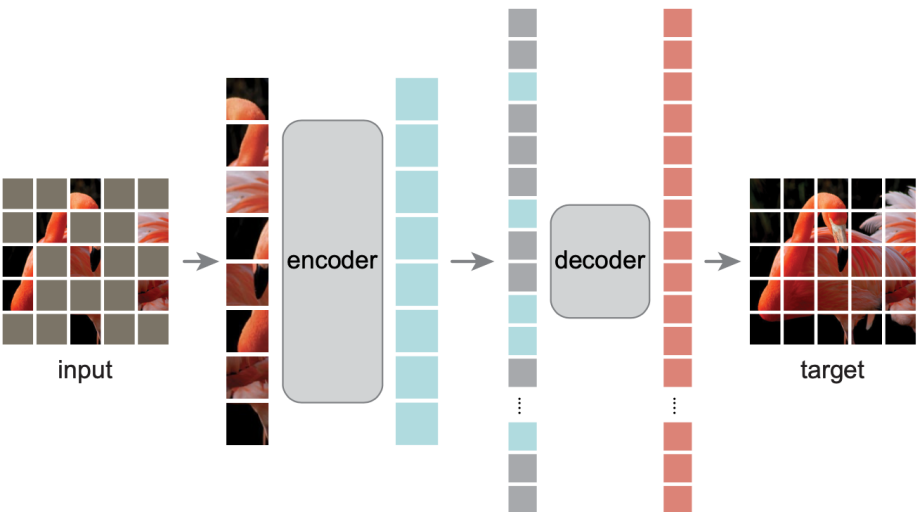 input
encoder
decoder
target